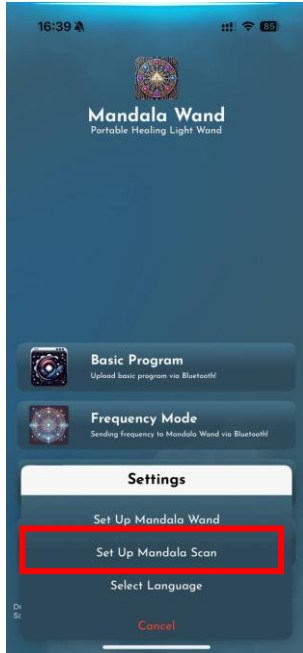 16:39
85
Mandala Wand
Portable Healing Light Wand
Basic Program
Upload basic program via Bluetooth!
Frequency Mode
Sending frequency to Mandala Wand via Bluetooth!
Settings
Set Up Mandala Wand
Set Up Mandala Scan
Select Language
Cancel